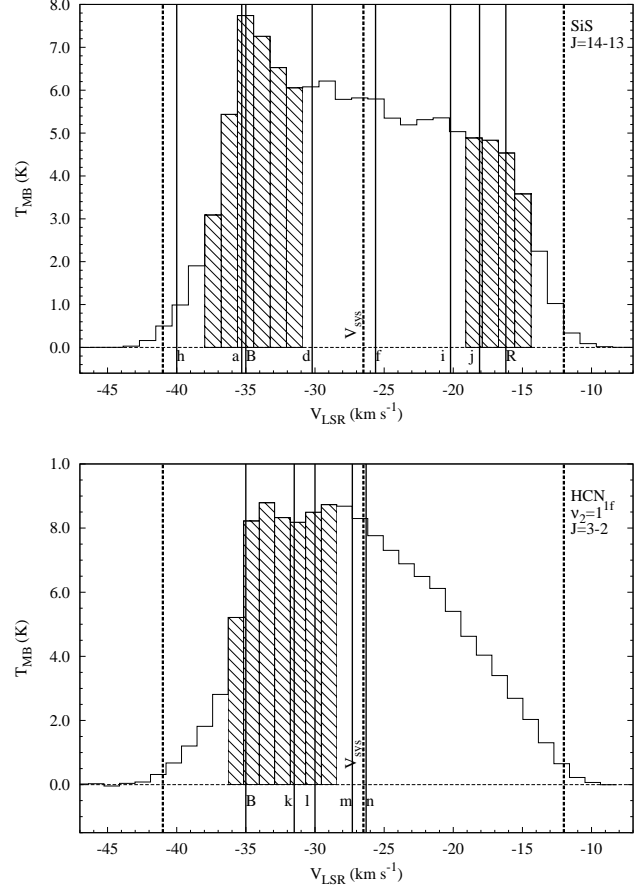 8.0
7.0
6.0
5.0
4.0
3.0
2.0
1.0
0.0
T_MB (K)
SiS
J=14-13
h a B d V_sys f i j R
-45 -40 -35 -30 -25 -20 -15 -10
V_LSR (km s⁻¹)
1.0
8.0
6.0
4.0
2.0
0.0
T_MB (K)
HCN
ν₂=1^1f
J=3-2
B k l m V_sys n
-45 -40 -35 -30 -25 -20 -15 -10
V_LSR (km s⁻¹)